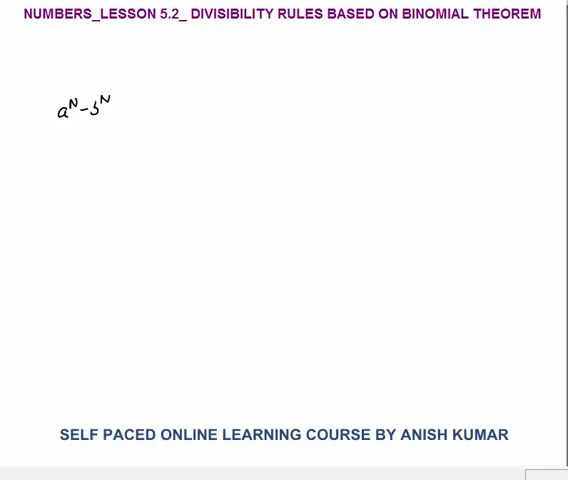 NUMBERS_LESSON 5.2_ DIVISIBILITY RULES BASED ON BINOMIAL THEOREM
a^N - b^N
SELF PACED ONLINE LEARNING COURSE BY ANISH KUMAR